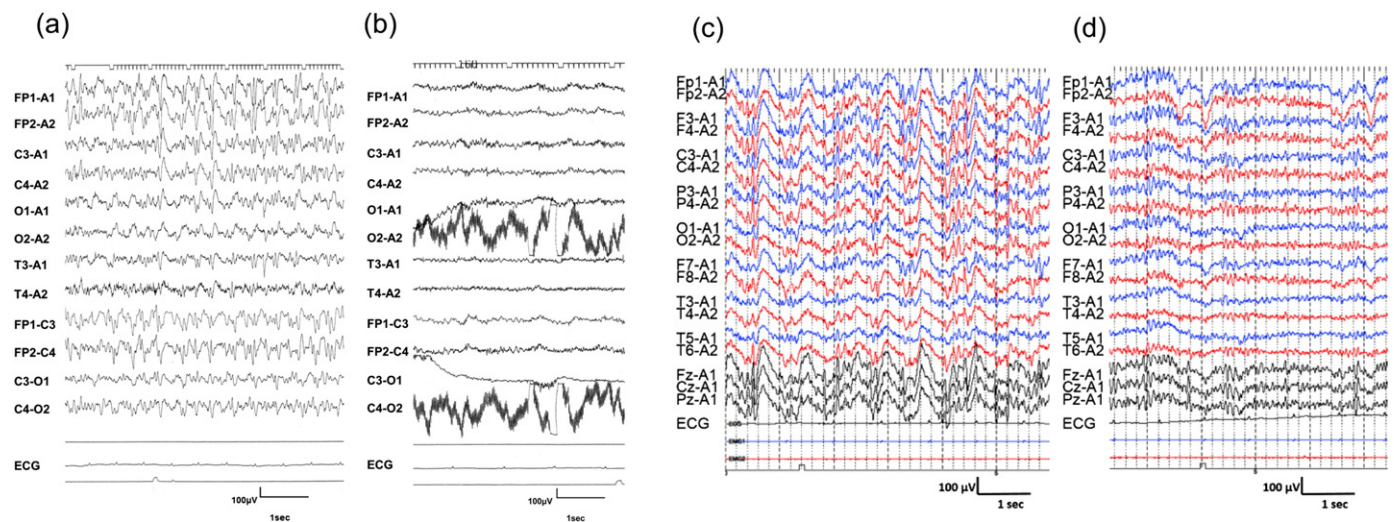 (a)
FP1-A1
FP2-A2
C3-A1
C4-A2
O1-A1
O2-A2
T3-A1
T4-A2
FP1-C3
FP2-C4
C3-O1
C4-O2
ECG
100μV
1sec
(b)
160
FP1-A1
FP2-A2
C3-A1
C4-A2
O1-A1
O2-A2
T3-A1
T4-A2
FP1-C3
FP2-C4
C3-O1
C4-O2
ECG
100μV
1sec
(c)
Fp1-A1
Fp2-A2
F3-A1
F4-A2
C3-A1
C4-A2
P3-A1
P4-A2
O1-A1
O2-A2
F7-A1
F8-A2
T3-A1
T4-A2
T5-A1
T6-A2
Fz-A1
Cz-A1
Pz-A1
ECG
EMG1
EMG2
100 μV
1 sec
(d)
Fp1-A1
Fp2-A2
F3-A1
F4-A2
C3-A1
C4-A2
P3-A1
P4-A2
O1-A1
O2-A2
F7-A1
F8-A2
T3-A1
T4-A2
T5-A1
T6-A2
Fz-A1
Cz-A1
Pz-A1
ECG
100 μV
1 sec